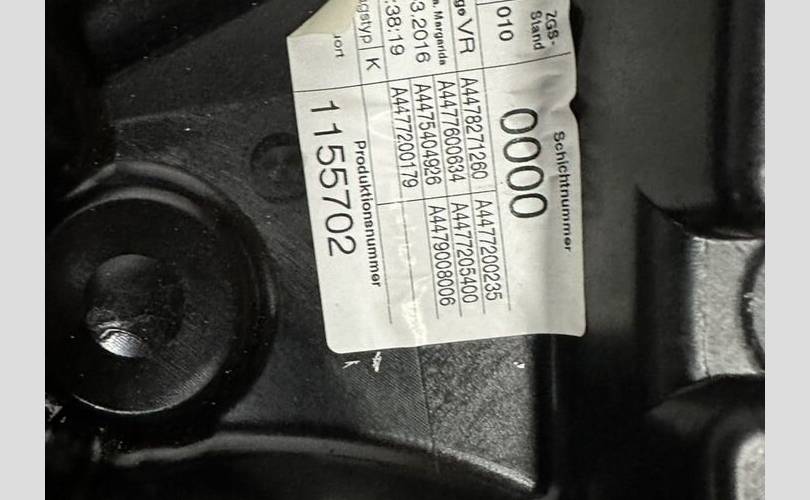 ZGS-
Stand
Schichtnummer
010
0000
VR
A4478271260 A4477200235
Margarida
A4477600634 A4477205400
3.2016
A4475404926 A4479008006
:38:19
A4477200179
gstyp K
Produktionsnummer
ort
1155702